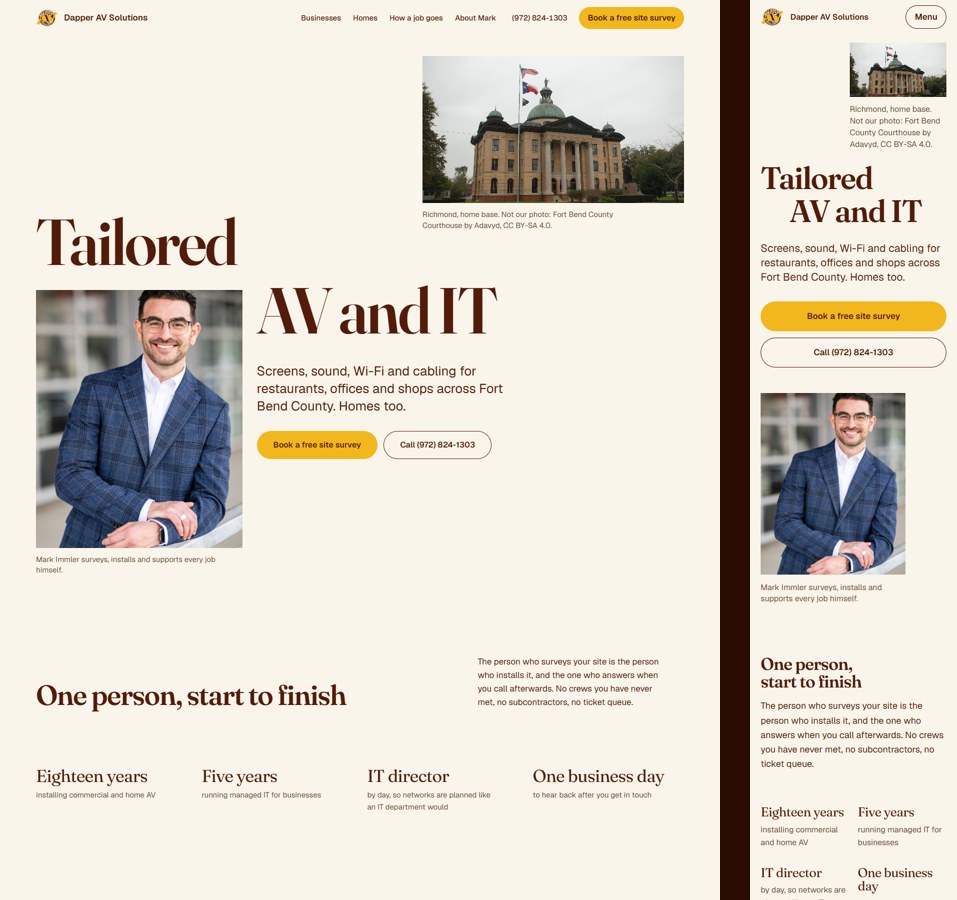 Dapper AV Solutions
Businesses Homes How a job goes About Mark (972) 824-1303 Book a free site survey
Richmond, home base. Not our photo: Fort Bend County
Courthouse by Adavyd, CC BY-SA 4.0.
Tailored
AV and IT
Screens, sound, Wi-Fi and cabling for
restaurants, offices and shops across Fort
Bend County. Homes too.
Book a free site survey Call (972) 824-1303
Mark Immler surveys, installs and supports every job
himself.
One person, start to finish
The person who surveys your site is the person
who installs it, and the one who answers when
you call afterwards. No crews you have never
met, no subcontractors, no ticket queue.
Eighteen years
installing commercial and home AV
Five years
running managed IT for businesses
IT director
by day, so networks are planned like
an IT department would
One business day
to hear back after you get in touch
Dapper AV Solutions
Menu
Richmond, home base.
Not our photo: Fort Bend
County Courthouse by
Adavyd, CC BY-SA 4.0.
Tailored
AV and IT
Screens, sound, Wi-Fi and cabling for
restaurants, offices and shops across
Fort Bend County. Homes too.
Book a free site survey
Call (972) 824-1303
Mark Immler surveys, installs and
supports every job himself.
One person,
start to finish
The person who surveys your site is the
person who installs it, and the one who
answers when you call afterwards. No crews
you have never met, no subcontractors, no
ticket queue.
Eighteen years
installing commercial
and home AV
Five years
running managed IT for
businesses
IT director
by day, so networks are
One business
day